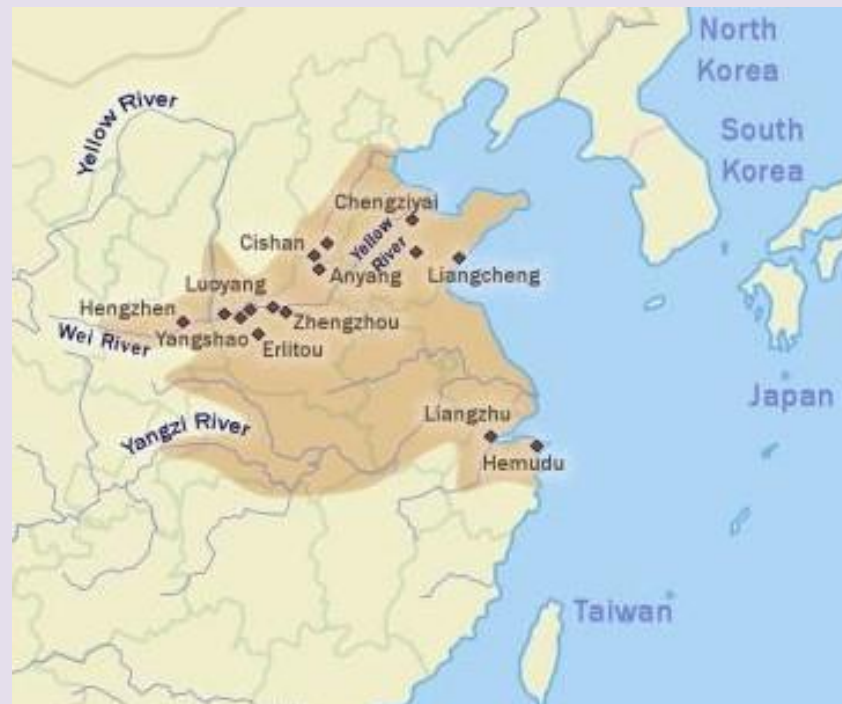 North
Korea
South
Korea
Yellow River
Chengziyai
Yellow
River
Cishan
Anyang
Liangcheng
Luoyang
Hengzhen
Zhengzhou
Wei River
Yangshao
Erlitou
Japan
Liangzhu
Yangzi River
Hemudu
Taiwan